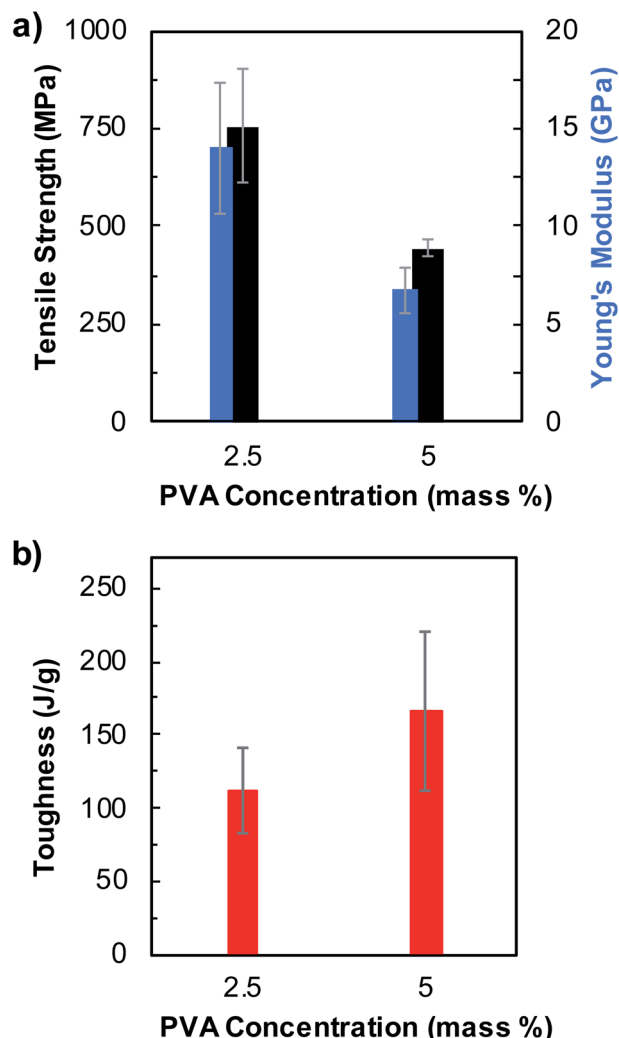 a)
1000
750
500
250
0
Tensile Strength (MPa)
20
15
10
5
0
Young's Modulus (GPa)
2.5
5
PVA Concentration (mass %)
b)
250
200
150
100
50
0
Toughness (J/g)
2.5
5
PVA Concentration (mass %)